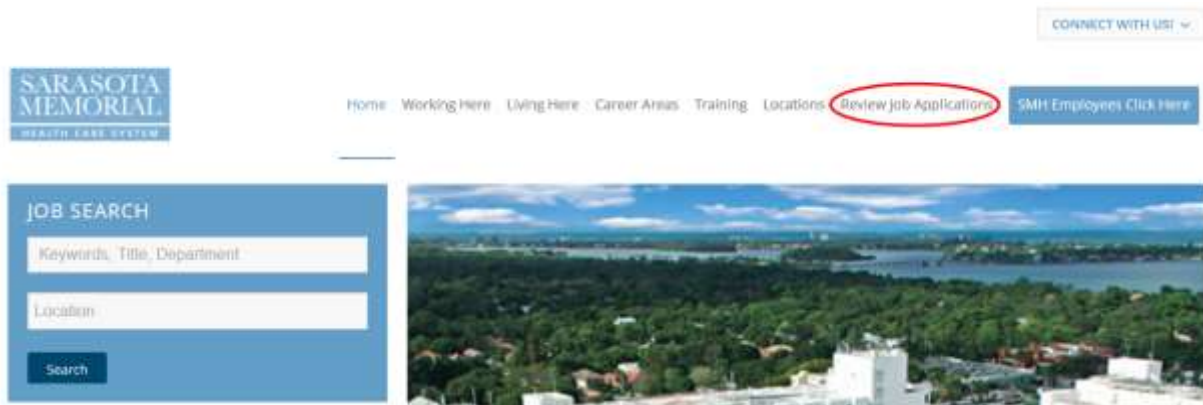 CONNECT WITH US!
SARASOTA
MEMORIAL
HEALTH CARE SYSTEM
Home Working Here Living Here Career Areas Training Locations Review Job Applications SMH Employees Click Here
JOB SEARCH
Keywords, Title, Department
Location
Search